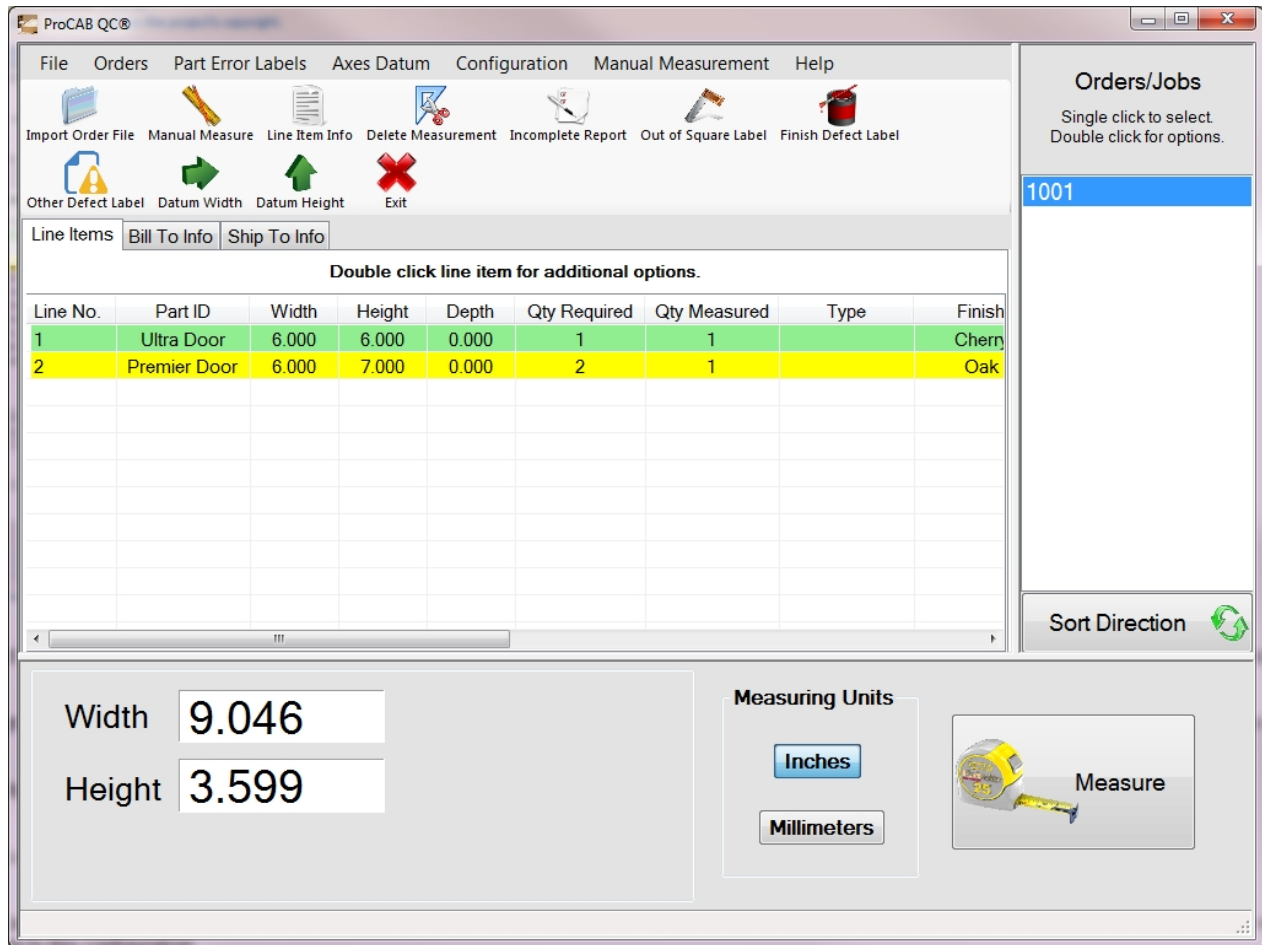 ProCAB QC®
File Orders Part Error Labels Axes Datum Configuration Manual Measurement Help
Import Order File Manual Measure Line Item Info Delete Measurement Incomplete Report Out of Square Label Finish Defect Label
Other Defect Label Datum Width Datum Height Exit
Line Items Bill To Info Ship To Info
Double click line item for additional options.
Line No. Part ID Width Height Depth Qty Required Qty Measured Type Finish
1 Ultra Door 6.000 6.000 0.000 1 1 Cherry
2 Premier Door 6.000 7.000 0.000 2 1 Oak
Orders/Jobs
Single click to select.
Double click for options.
1001
Sort Direction
Width 9.046
Height 3.599
Measuring Units
Inches
Millimeters
Measure